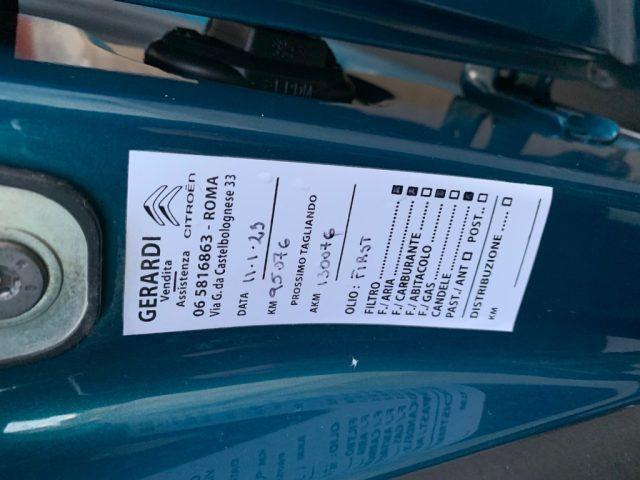 GERARDI
CITROËN
Vendita
Assistenza
06 5816863 - ROMA
Via G. da Castelbolognese 33
DATA 11-1-23
KM 95076
PROSSIMO TAGLIANDO
AKM 130076
OLIO: FIRST
FILTRO
F./ARIA
F./CARBURANTE
F./ABITACOLO
F./GAS
CANDELE
PAST./ANT POST.
DISTRIBUZIONE
KM